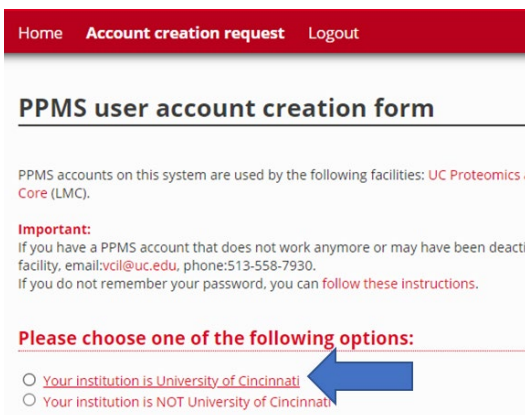 Home Account creation request Logout
PPMS user account creation form
PPMS accounts on this system are used by the following facilities: UC Proteomics
Core (LMC).
Important:
If you have a PPMS account that does not work anymore or may have been deacti
facility, email:vcil@uc.edu, phone:513-558-7930.
If you do not remember your password, you can follow these instructions.
Please choose one of the following options:
Your institution is University of Cincinnati
Your institution is NOT University of Cincinnati